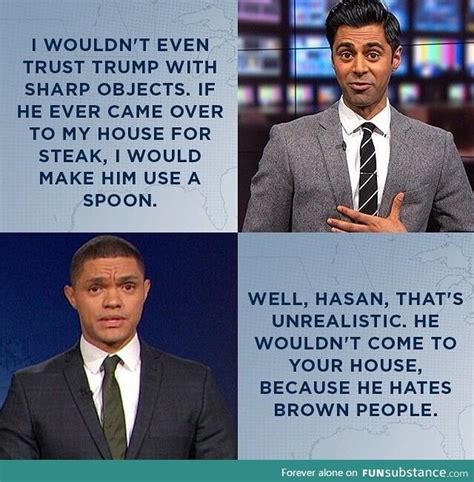 I WOULDN'T EVEN
TRUST TRUMP WITH
SHARP OBJECTS. IF
HE EVER CAME OVER
TO MY HOUSE FOR
STEAK, I WOULD
MAKE HIM USE A
SPOON.
WELL, HASAN, THAT'S
UNREALISTIC. HE
WOULDN'T COME TO
YOUR HOUSE,
BECAUSE HE HATES
BROWN PEOPLE.
Forever alone on FUNsubstance.com